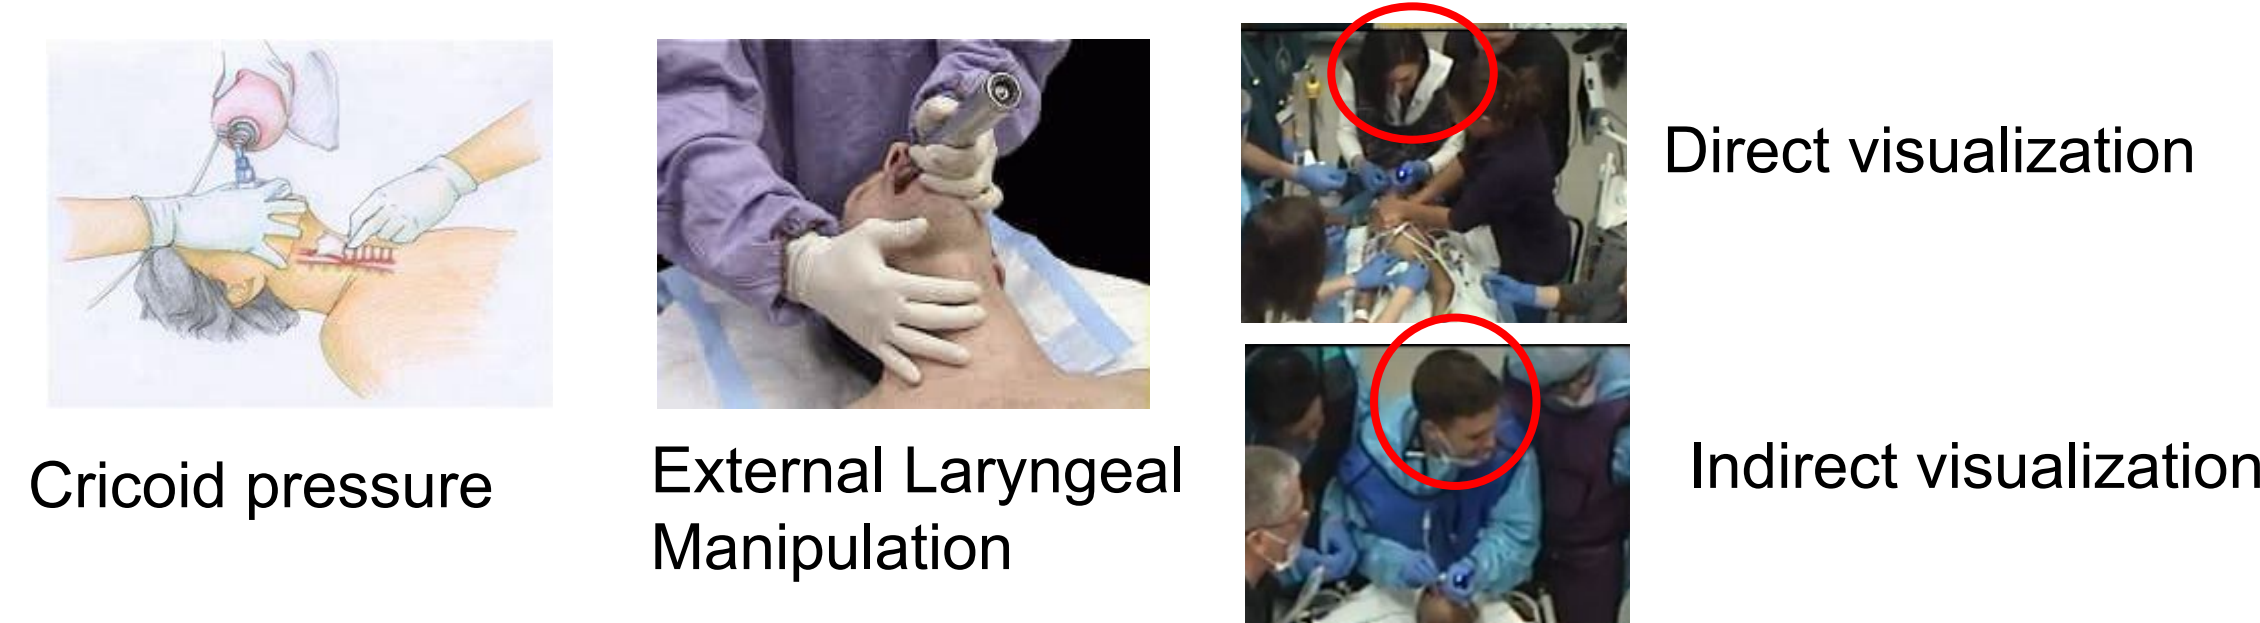 Cricoid pressure
External Laryngeal
Manipulation
Direct visualization
Indirect visualization